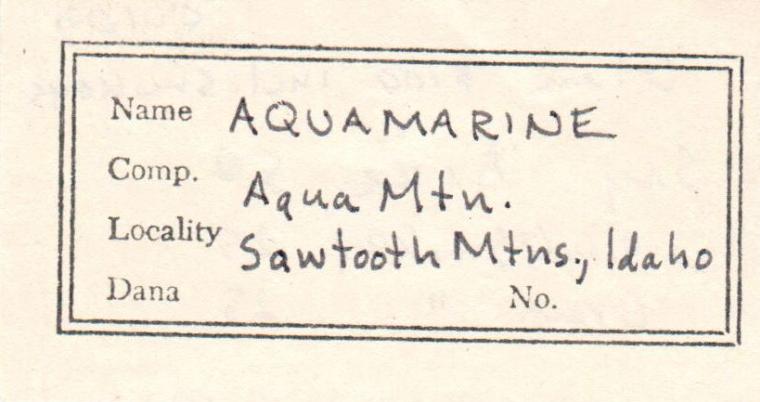 Name AQUAMARINE
Comp. Aqua Mtn.
Locality Sawtooth Mtns., Idaho
Dana No.